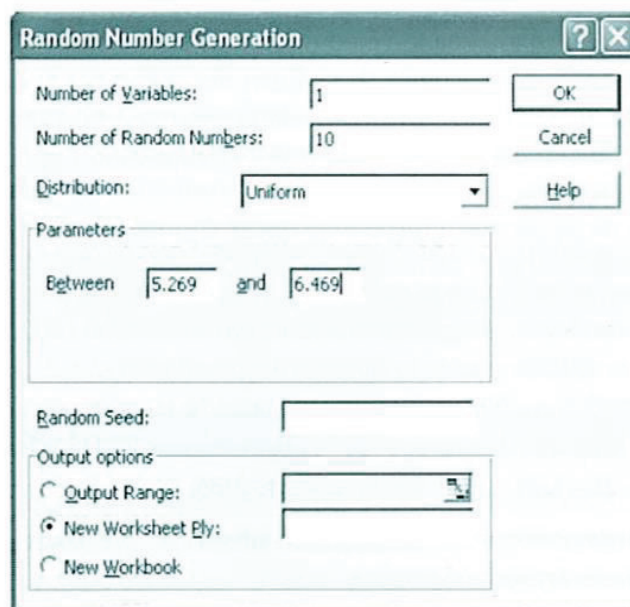 Random Number Generation
Number of Variables: 1 OK
Number of Random Numbers: 10 Cancel
Distribution: Uniform Help
Parameters
Between 5.269 and 6.469
Random Seed:
Output options
Output Range:
New Worksheet Ply:
New Workbook